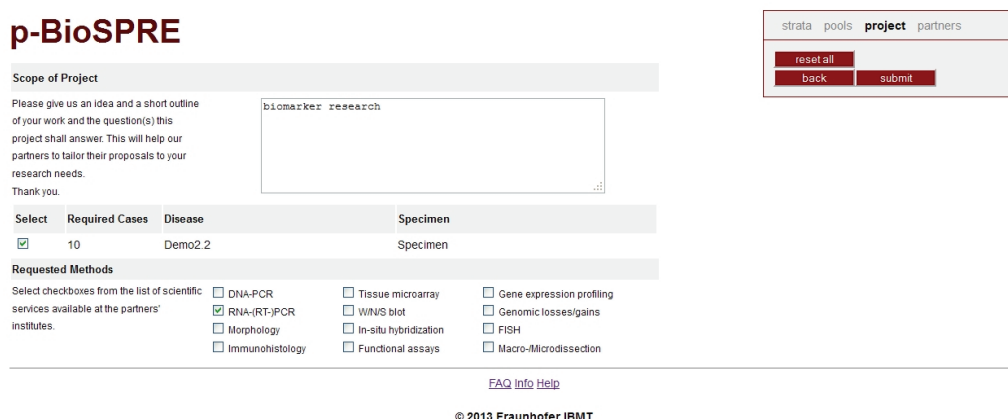 p-BioSPRE
strata pools project partners
reset all
back submit
Scope of Project
Please give us an idea and a short outline
of your work and the question(s) this
project shall answer. This will help our
partners to tailor their proposals to your
research needs.
Thank you.
biomarker research
Select Required Cases Disease Specimen
10 Demo2.2 Specimen
Requested Methods
Select checkboxes from the list of scientific
services available at the partners'
institutes.
DNA-PCR Tissue microarray Gene expression profiling
RNA-(RT-)PCR W/N/S blot Genomic losses/gains
Morphology In-situ hybridization FISH
Immunohistology Functional assays Macro-/Microdissection
FAQ Info Help
© 2013 Fraunhofer IBMT